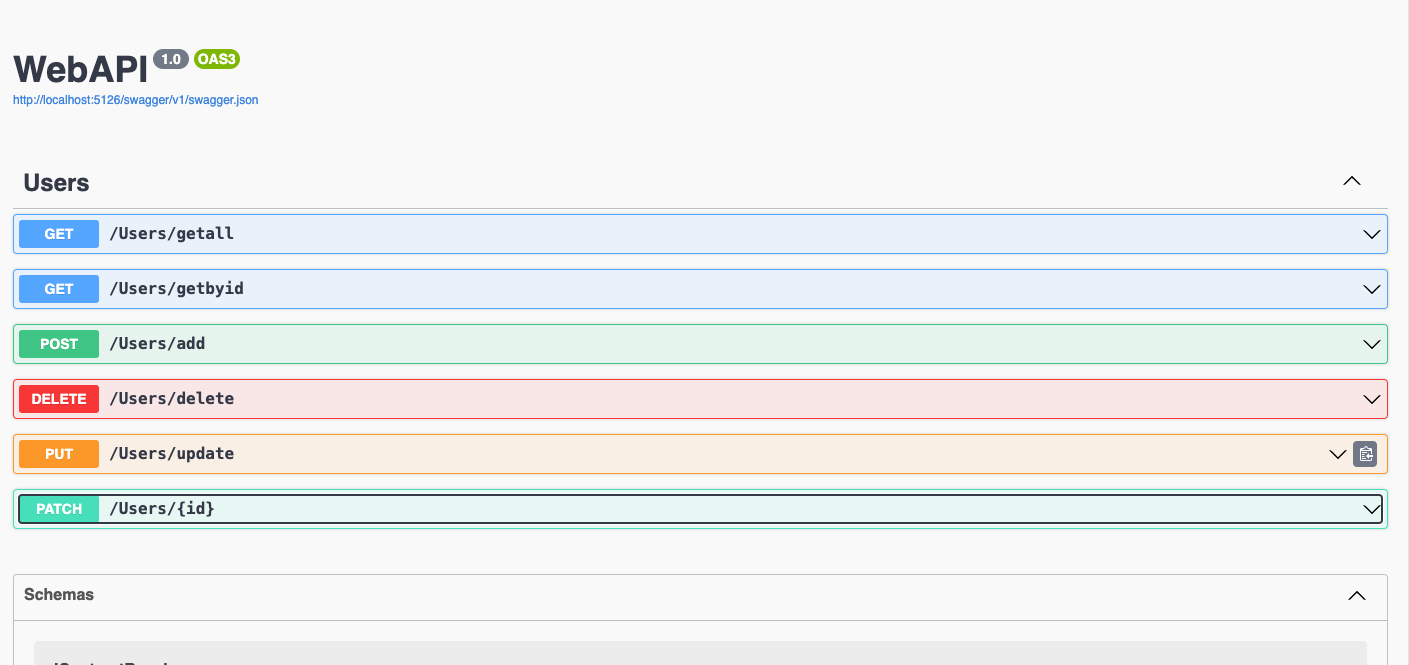 WebAPI 1.0 OAS3
http://localhost:5126/swagger/v1/swagger.json
Users
GET /Users/getall
GET /Users/getbyid
POST /Users/add
DELETE /Users/delete
PUT /Users/update
PATCH /Users/{id}
Schemas